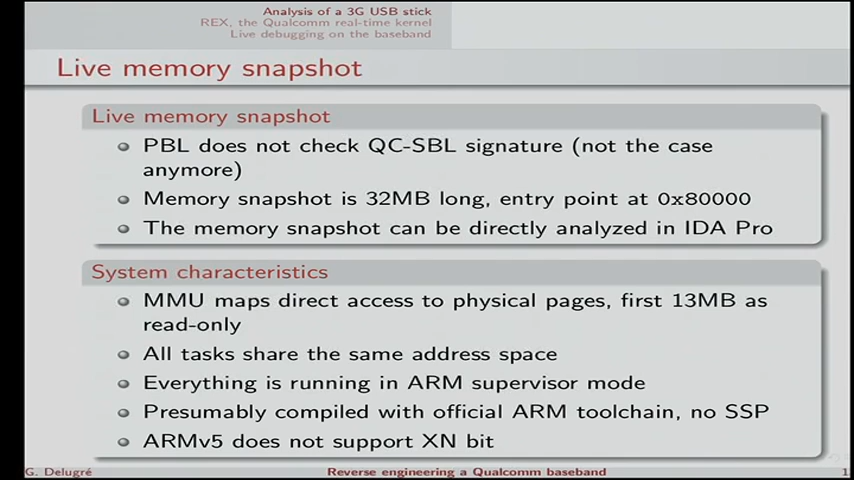 Analysis of a 3G USB stick
REX, the Qualcomm real-time kernel
Live debugging on the baseband
Live memory snapshot
Live memory snapshot
PBL does not check QC-SBL signature (not the case
anymore)
Memory snapshot is 32MB long, entry point at 0x80000
The memory snapshot can be directly analyzed in IDA Pro
System characteristics
MMU maps direct access to physical pages, first 13MB as
read-only
All tasks share the same address space
Everything is running in ARM supervisor mode
Presumably compiled with official ARM toolchain, no SSP
ARMv5 does not support XN bit
G. Delugré Reverse engineering a Qualcomm baseband